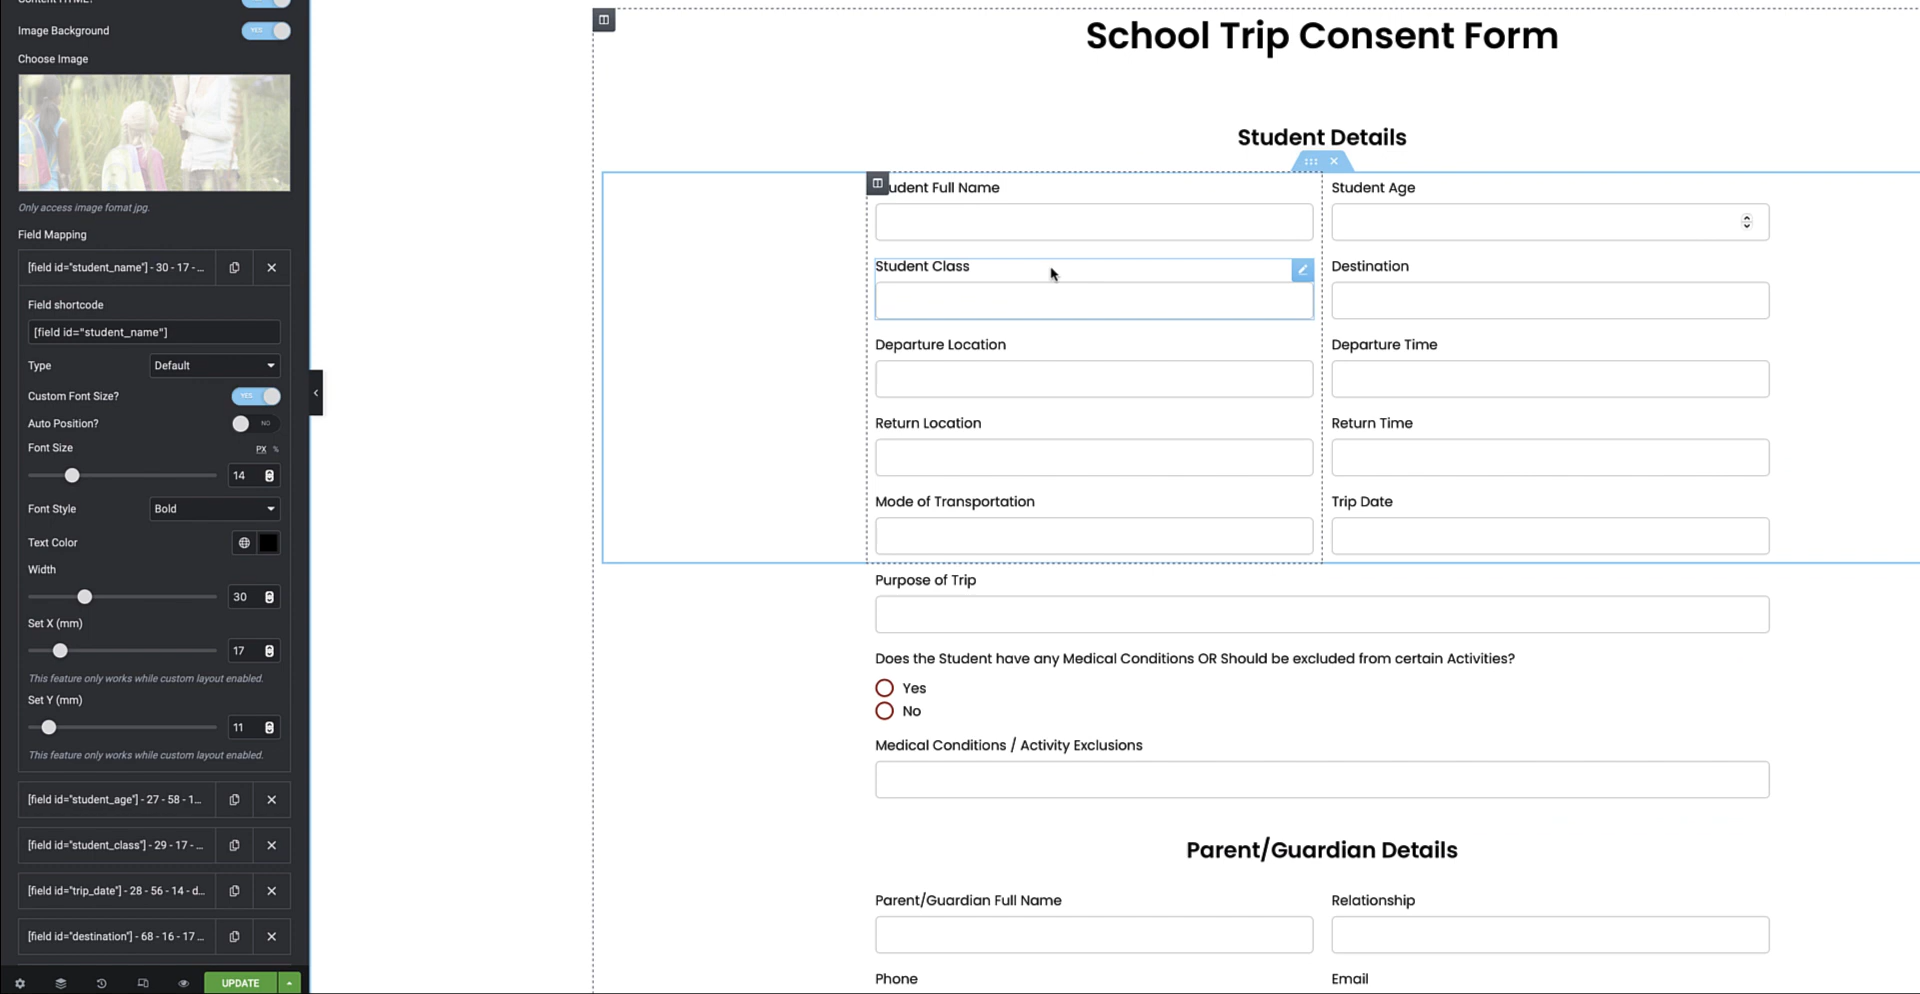 Content HTML?
Image Background
YES
Choose Image
Only access image fomat jpg.
Field Mapping
[field id="student_name"] - 30 - 17 - ...
Field shortcode
[field id="student_name"]
Type
Default
Custom Font Size?
YES
Auto Position?
NO
Font Size
PX %
14
Font Style
Bold
Text Color
Width
30
Set X (mm)
17
This feature only works while custom layout enabled.
Set Y (mm)
11
This feature only works while custom layout enabled.
[field id="student_age"] - 27 - 58 - 1...
[field id="student_class"] - 29 - 17 - ...
[field id="trip_date"] - 28 - 56 - 14 - d...
[field id="destination"] - 68 - 16 - 17 ...
UPDATE
School Trip Consent Form
Student Details
udent Full Name
Student Age
Student Class
Destination
Departure Location
Departure Time
Return Location
Return Time
Mode of Transportation
Trip Date
Purpose of Trip
Does the Student have any Medical Conditions OR Should be excluded from certain Activities?
Yes
No
Medical Conditions / Activity Exclusions
Parent/Guardian Details
Parent/Guardian Full Name
Relationship
Phone
Email